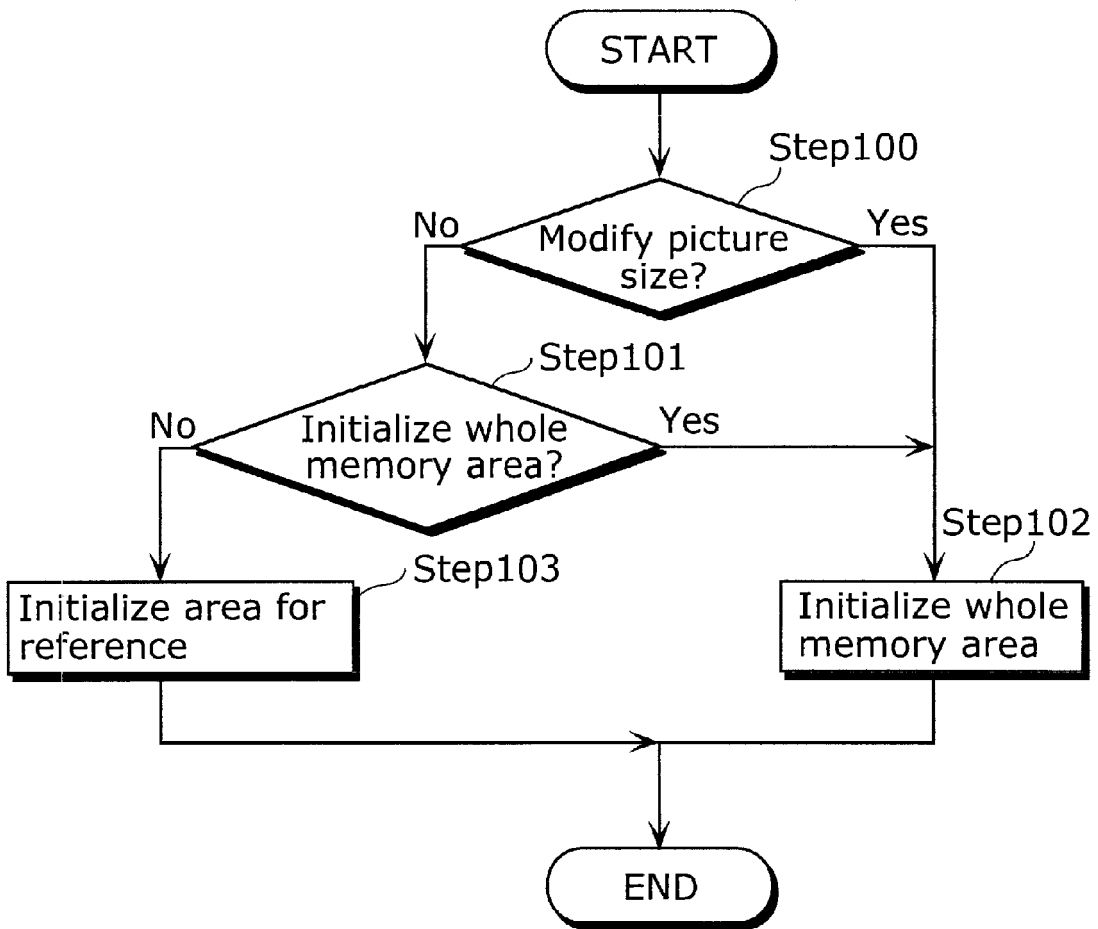 START
Step100
No
Yes
Modify picture
size?
Step101
No
Yes
Initialize whole
memory area?
Step102
Step103
Initialize area for
reference
Initialize whole
memory area
END